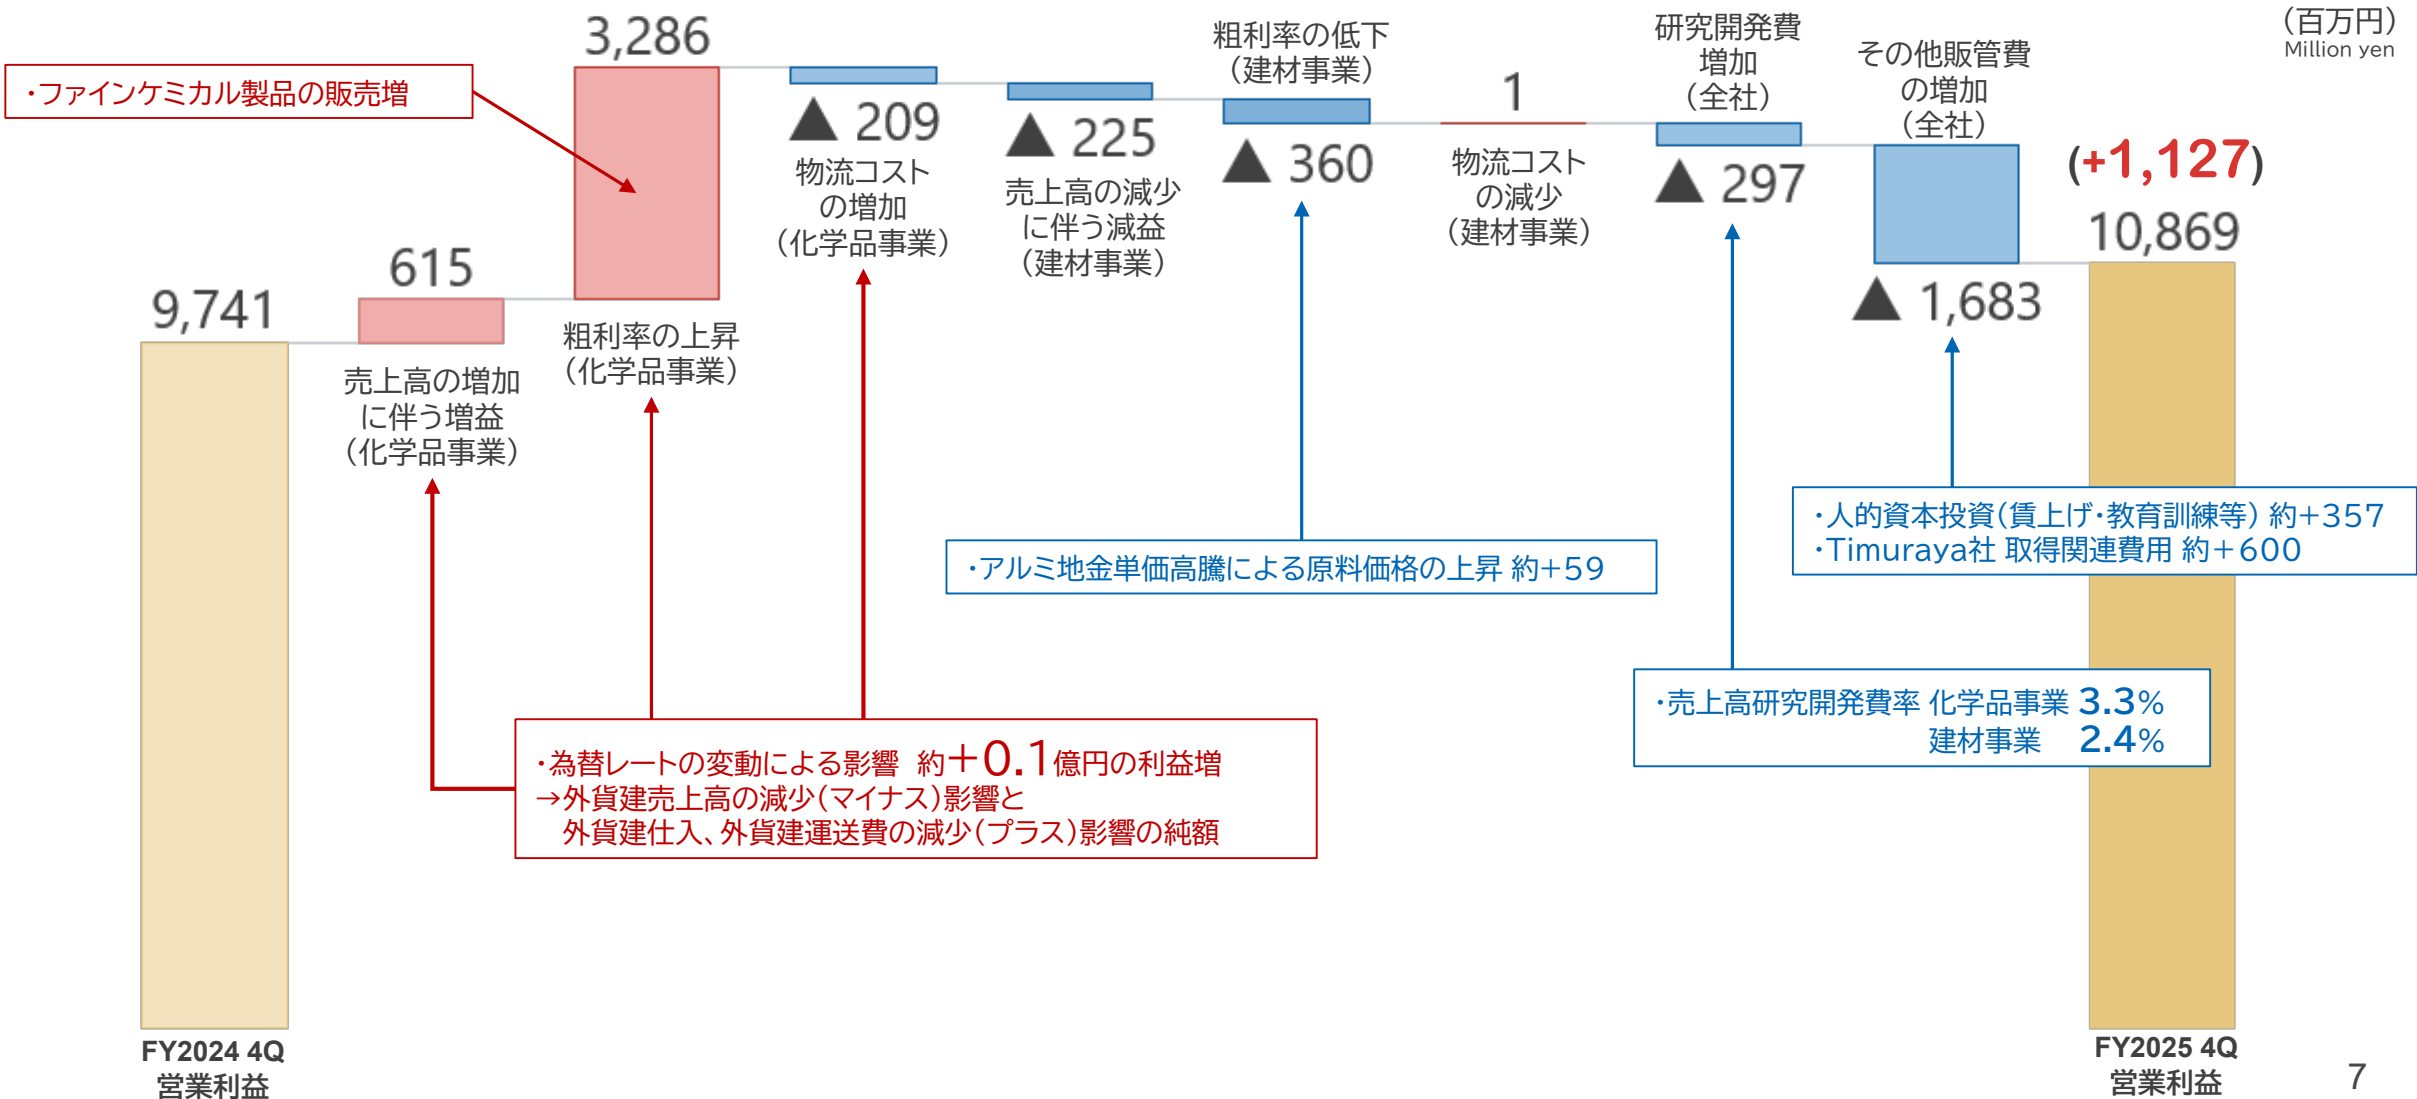 （百万円）
Million yen
・ファインケミカル製品の販売増
9,741
615
売上高の増加
に伴う増益
（化学品事業）
3,286
粗利率の上昇
（化学品事業）
▲ 209
物流コスト
の増加
（化学品事業）
▲ 225
売上高の減少
に伴う減益
（建材事業）
粗利率の低下
（建材事業）
▲ 360
1
物流コスト
の減少
（建材事業）
研究開発費
増加
（全社）
▲ 297
その他販管費
の増加
（全社）
▲ 1,683
(+1,127)
10,869
・人的資本投資（賃上げ・教育訓練等） 約＋357
・Timuraya社 取得関連費用 約＋600
・アルミ地金単価高騰による原料価格の上昇 約＋59
・売上高研究開発費率 化学品事業 3.3％
建材事業 2.4％
・為替レートの変動による影響 約＋0.1億円の利益増
→外貨建売上高の減少（マイナス）影響と
外貨建仕入、外貨建運送費の減少（プラス）影響の純額
FY2024 4Q
営業利益
FY2025 4Q
営業利益
7